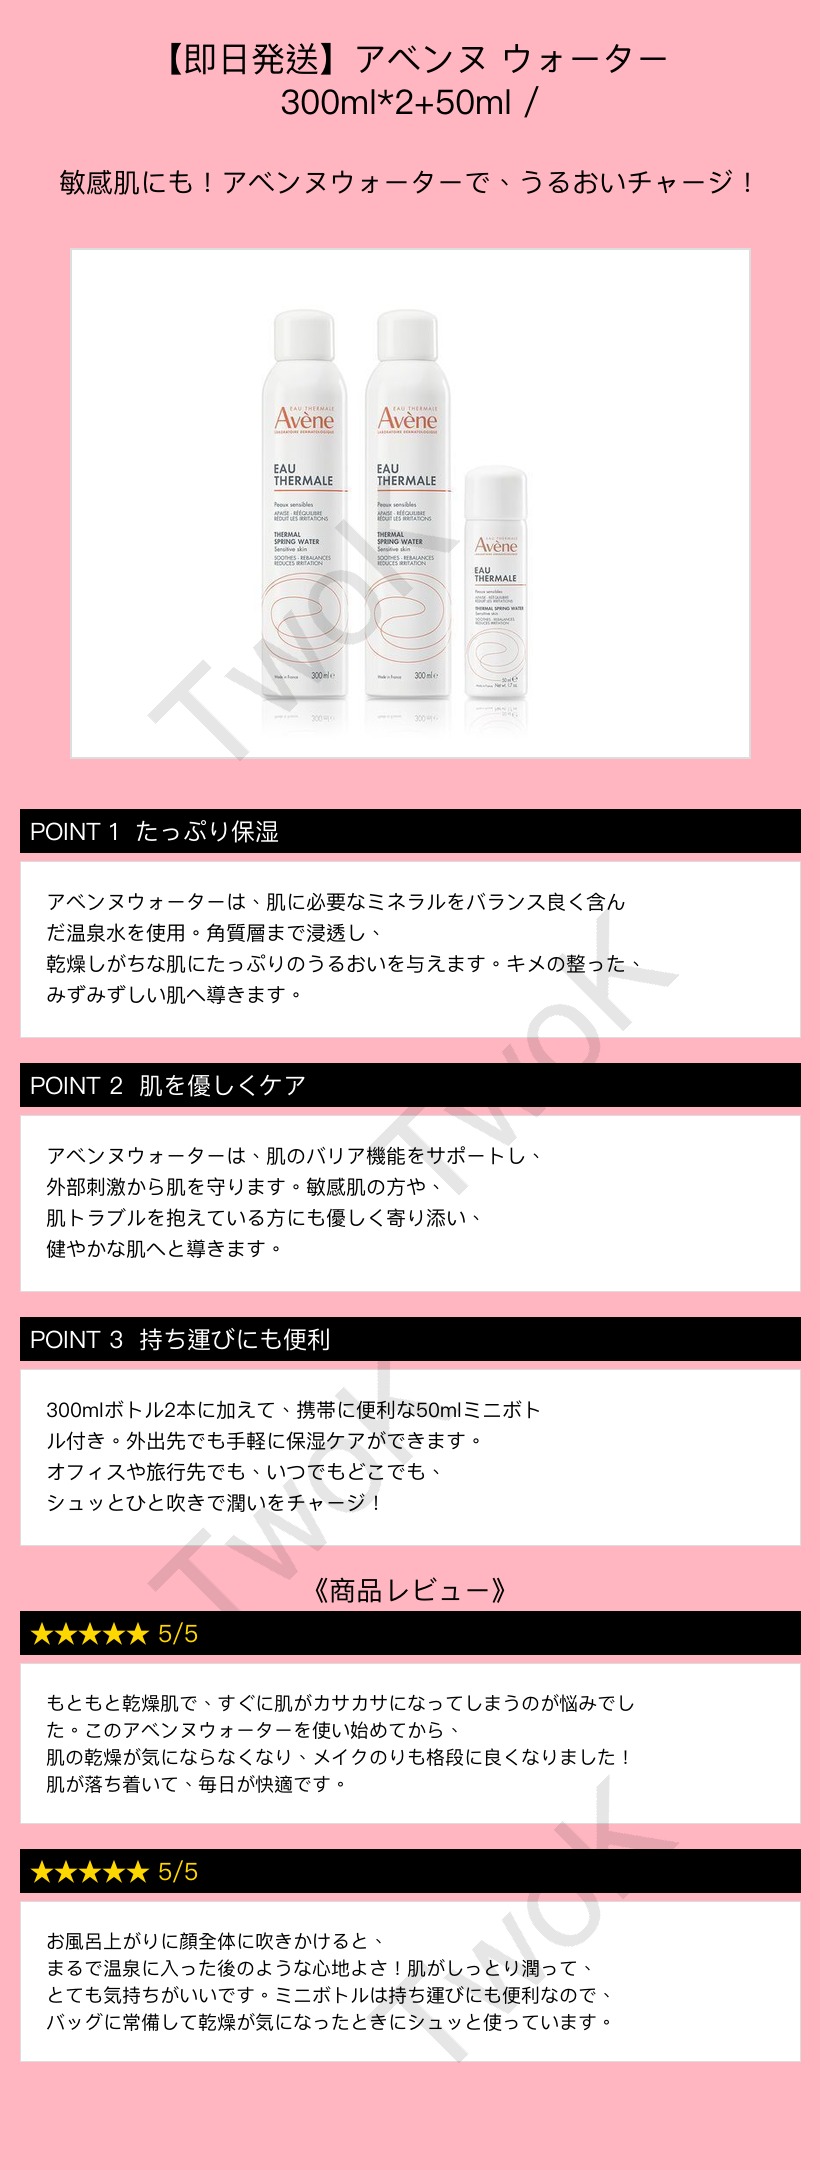 【即日発送】アベンヌ ウォーター
300ml*2+50ml /
敏感肌にも！アベンヌウォーターで、うるおいチャージ！
EAU THERMALE
Avène
LABORATOIRE DERMATOLOGIQUE
EAU
THERMALE
Peaux sensibles
APAISE - RÉÉQUILIBRE
RÉDUIT LES IRRITATIONS
THERMAL
SPRING WATER
Sensitive skin
SOOTHES - REBALANCES
REDUCES IRRITATION
Made in France 300 ml e
EAU THERMALE
Avène
LABORATOIRE DERMATOLOGIQUE
EAU
THERMALE
Peaux sensibles
APAISE - RÉÉQUILIBRE
RÉDUIT LES IRRITATIONS
THERMAL
SPRING WATER
Sensitive skin
SOOTHES - REBALANCES
REDUCES IRRITATION
Made in France 300 ml e
EAU THERMALE
Avène
EAU
THERMALE
Peaux sensibles
APAISE - RÉÉQUILIBRE
RÉDUIT LES IRRITATIONS
THERMAL SPRING WATER
Sensitive skin
SOOTHES - REBALANCES
REDUCES IRRITATION
50 ml e
Made in France Net wt. 1.7 oz.
TwoK
POINT 1 たっぷり保湿
アベンヌウォーターは、肌に必要なミネラルをバランス良く含ん
だ温泉水を使用。角質層まで浸透し、
乾燥しがちな肌にたっぷりのうるおいを与えます。キメの整った、
みずみずしい肌へ導きます。
TwoK
POINT 2 肌を優しくケア
アベンヌウォーターは、肌のバリア機能をサポートし、
外部刺激から肌を守ります。敏感肌の方や、
肌トラブルを抱えている方にも優しく寄り添い、
健やかな肌へと導きます。
POINT 3 持ち運びにも便利
300mlボトル2本に加えて、携帯に便利な50mlミニボト
ル付き。外出先でも手軽に保湿ケアができます。
オフィスや旅行先でも、いつでもどこでも、
シュッとひと吹きで潤いをチャージ！
TwoK
《商品レビュー》
★★★★★ 5/5
もともと乾燥肌で、すぐに肌がカサカサになってしまうのが悩みでし
た。このアベンヌウォーターを使い始めてから、
肌の乾燥が気にならなくなり、メイクのりも格段に良くなりました！
肌が落ち着いて、毎日が快適です。
★★★★★ 5/5
お風呂上がりに顔全体に吹きかけると、
まるで温泉に入った後のような心地よさ！肌がしっとり潤って、
とても気持ちがいいです。ミニボトルは持ち運びにも便利なので、
バッグに常備して乾燥が気になったときにシュッと使っています。
TwoK